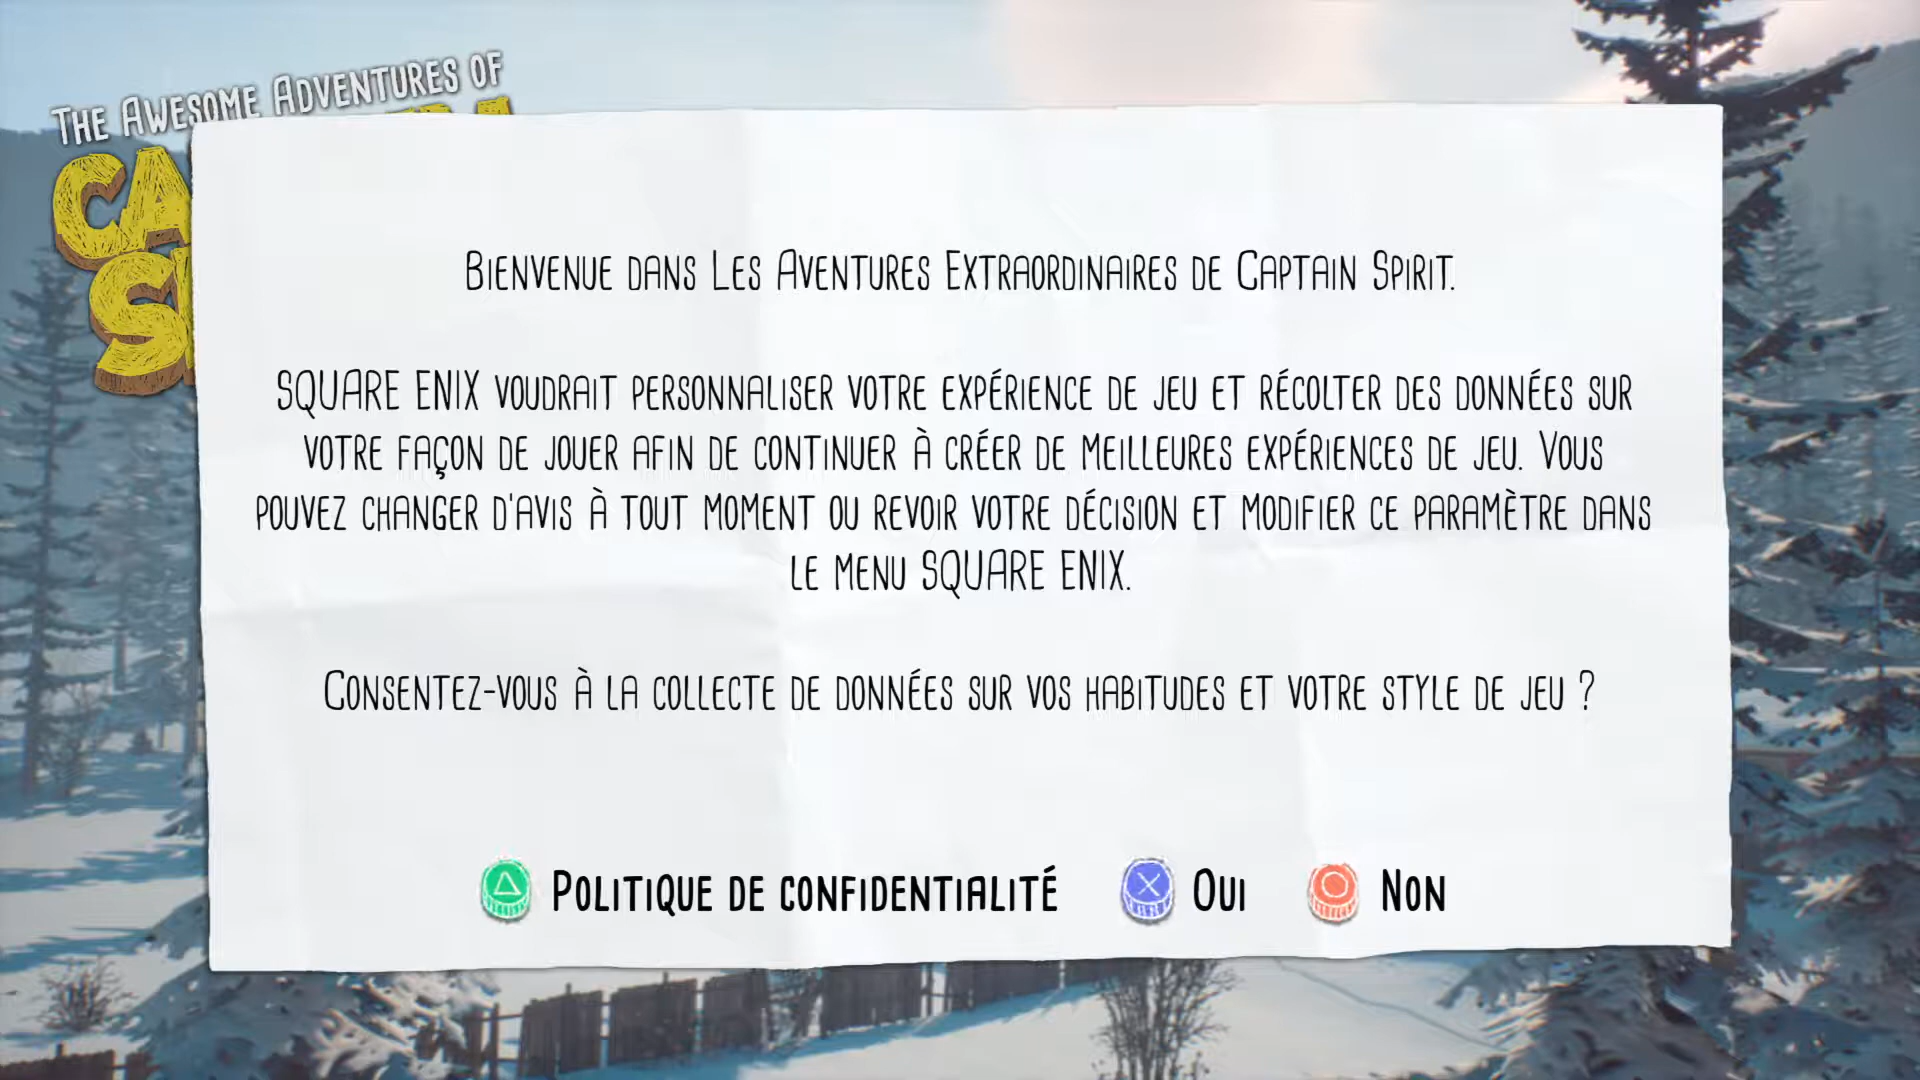 The Awesome Adventures of
CA
Bienvenue dans Les Aventures Extraordinaires de Captain Spirit.
SQUARE ENIX voudrait personnaliser votre expérience de jeu et récolter des données sur
votre façon de jouer afin de continuer à créer de meilleures expériences de jeu. Vous
pouvez changer d'avis à tout moment ou revoir votre décision et modifier ce paramètre dans
le menu SQUARE ENIX.
Consentez-vous à la collecte de données sur vos habitudes et votre style de jeu ?
Politique de confidentialité Oui Non